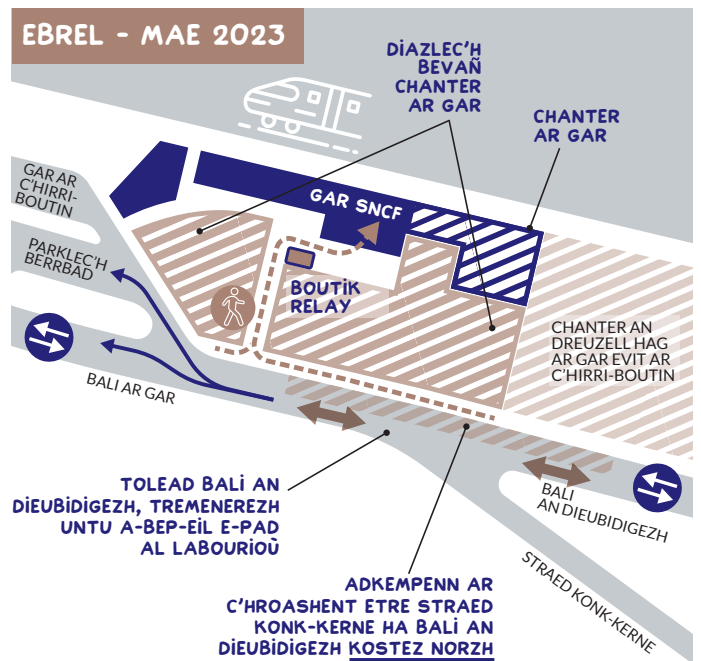 EBREL - MAE 2023
DIAZLEC'H
BEVAÑ
CHANTER
AR GAR
CHANTER
AR GAR
GAR AR
C'HIRRI-
BOUTIN
GAR SNCF
PARKLEC'H
BERRBAD
BOUTIK
RELAY
CHANTER AN
DREUZELL HAG
AR GAR EVIT AR
C'HIRRI-BOUTIN
BALI AR GAR
TOLEAD BALI AN
DIEUBIDIGEZH, TREMENEREZH
UNTU A-BEP-EIL E-PAD
AL LABOURIOÙ
BALI
AN DIEUBIDIGEZH
STRAED KONK-KERNE
ADKEMPENN AR
C'HROASHENT ETRE STRAED
KONK-KERNE HA BALI AN
DIEUBIDIGEZH KOSTEZ NORZH